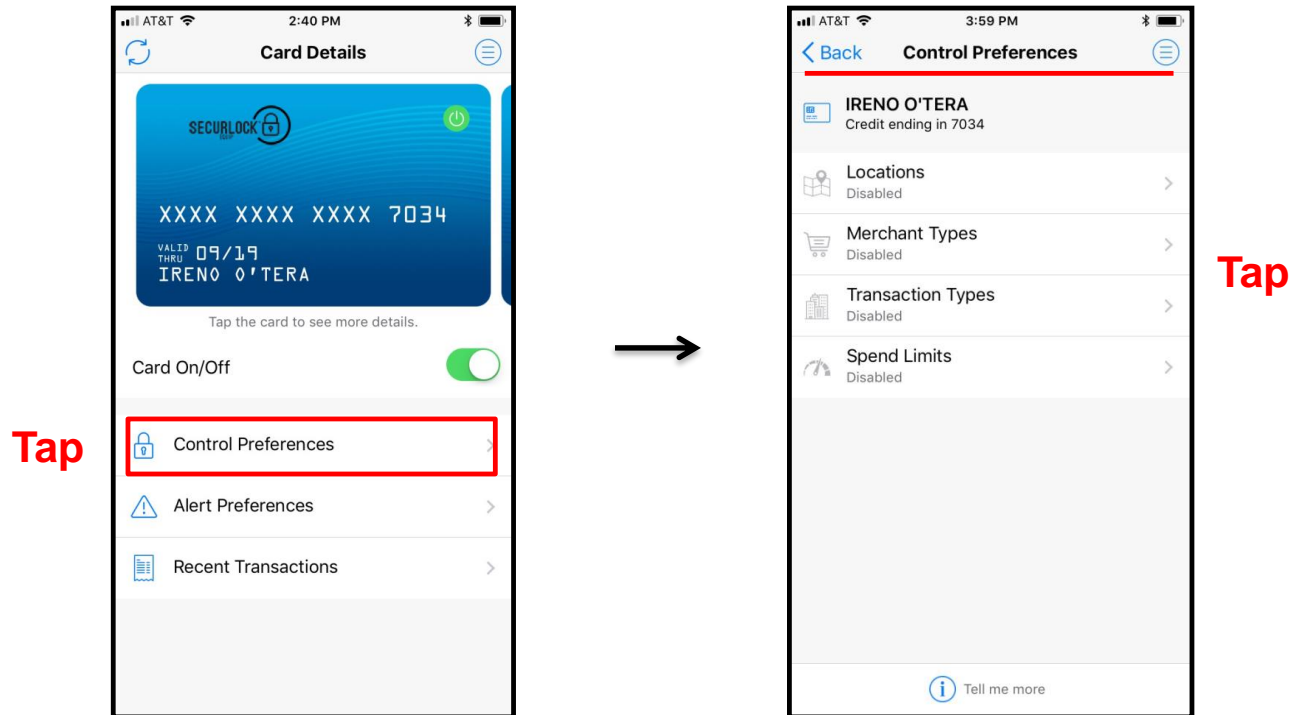 AT&T 2:40 PM
Card Details
SECURLOCK
XXXX XXXX XXXX 7034
VALID THRU 09/19
IRENO O'TERA
Tap the card to see more details.
Card On/Off
Tap
Control Preferences
Alert Preferences
Recent Transactions
AT&T 3:59 PM
Back Control Preferences
IRENO O'TERA
Credit ending in 7034
Locations
Disabled
Merchant Types
Disabled
Tap
Transaction Types
Disabled
Spend Limits
Disabled
Tell me more